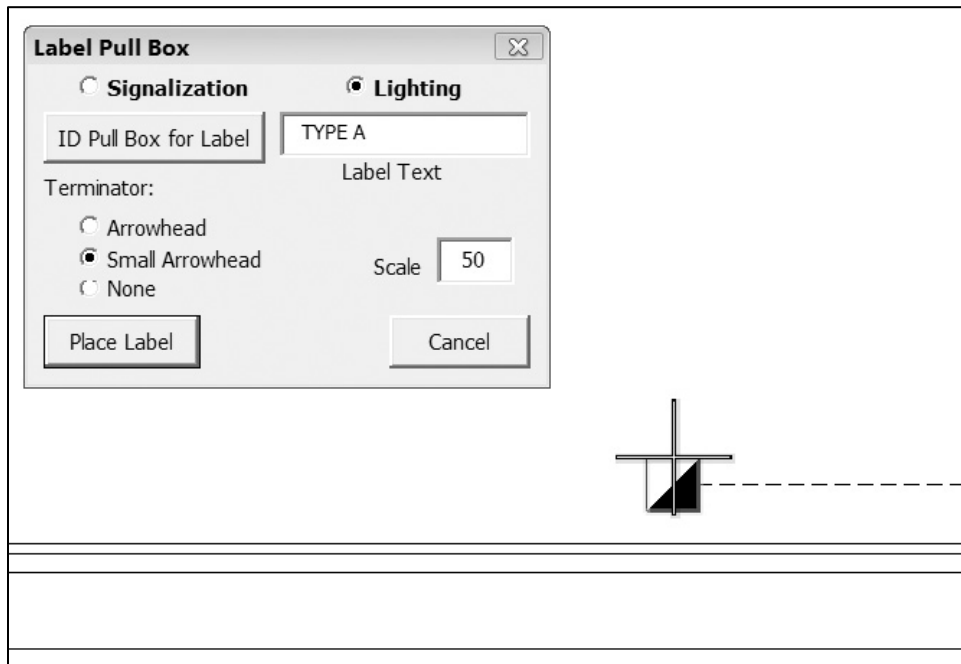 Label Pull Box
Signalization Lighting
ID Pull Box for Label TYPE A
Label Text
Terminator:
Arrowhead
Small Arrowhead Scale 50
None
Place Label Cancel